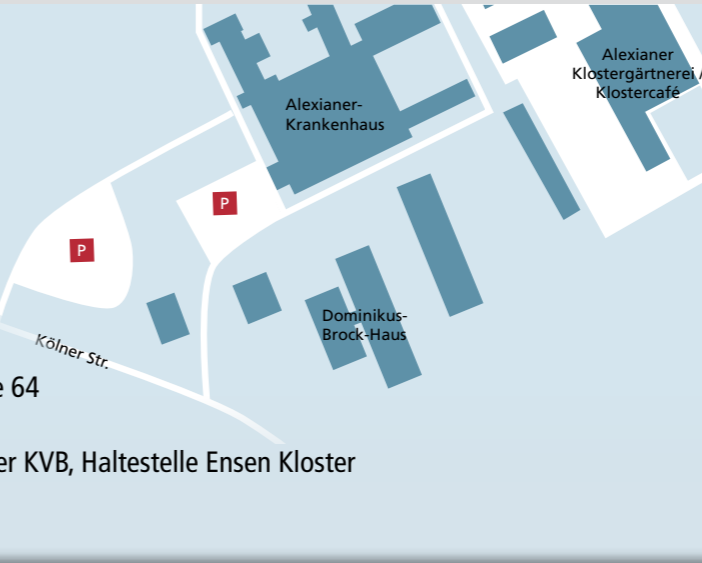 Alexianer
Klostergärtnerei /
Klostercafé
Alexianer-
Krankenhaus
P
P
Dominikus-
Brock-Haus
Kölner Str.
e 64
er KVB, Haltestelle Ensen Kloster